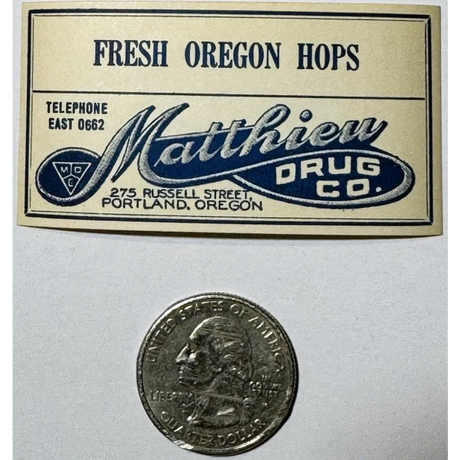 FRESH OREGON HOPS
TELEPHONE
EAST 0662
Matthieu
DRUG
CO.
M D
C
275 RUSSELL STREET,
PORTLAND, OREGON
UNITED STATES OF AMERICA
LIBERTY
IN
GOD WE
TRUST
QUARTER DOLLAR